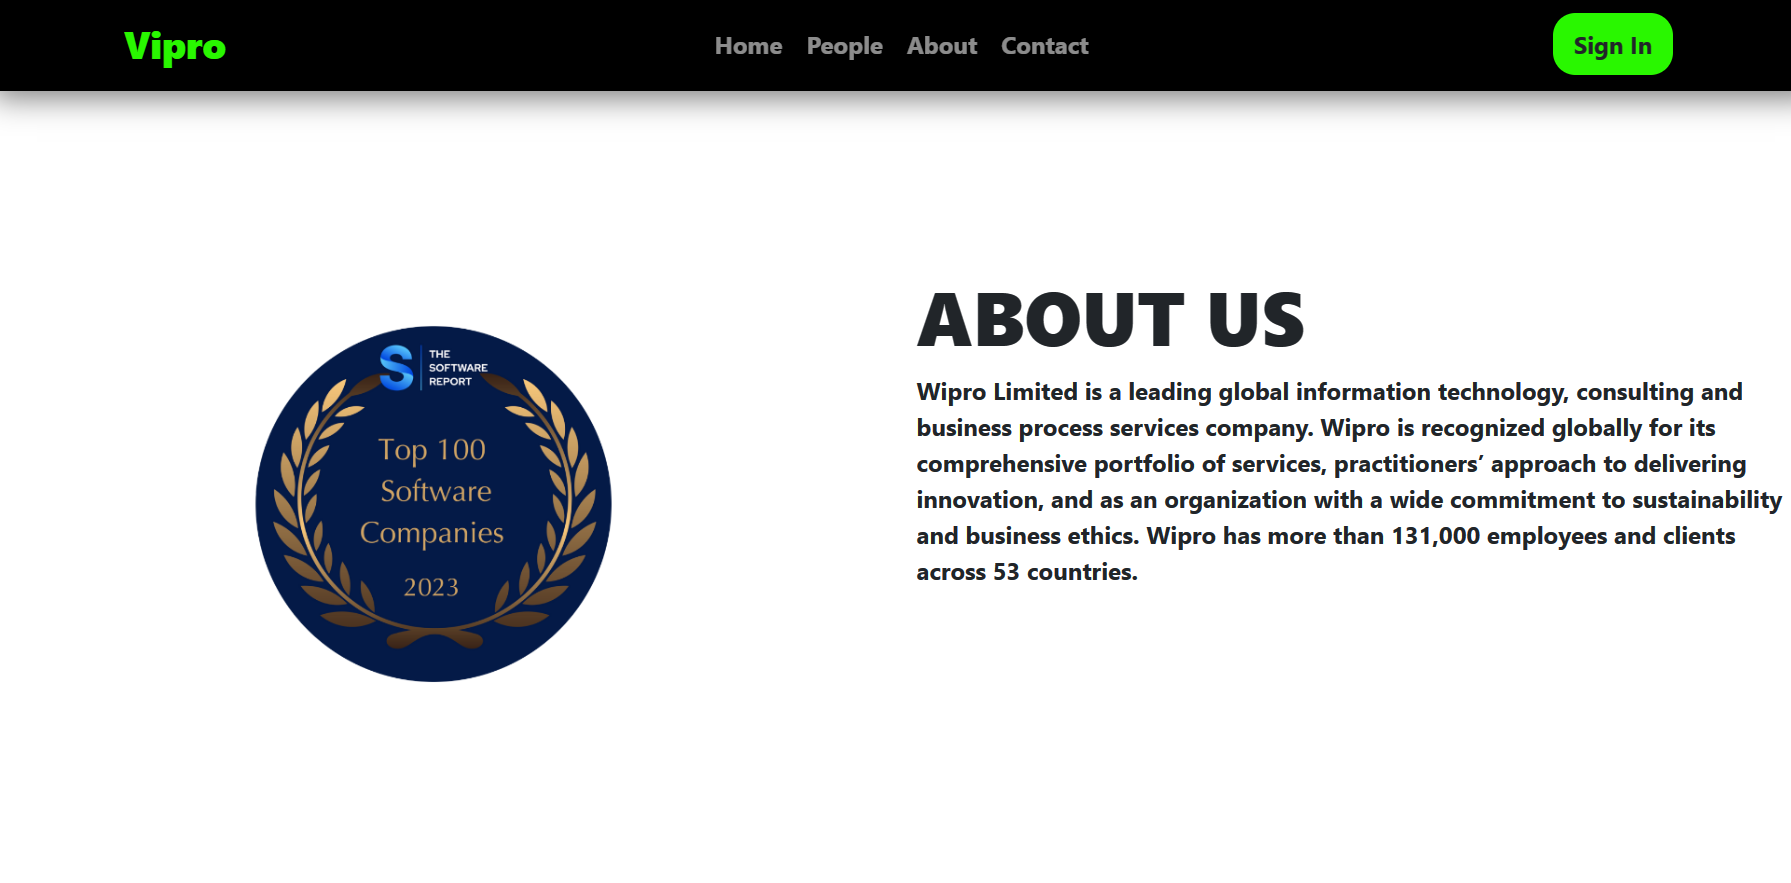 Vipro
Home People About Contact
Sign In
THE
SOFTWARE
REPORT
Top 100
Software
Companies
2023
ABOUT US
Wipro Limited is a leading global information technology, consulting and
business process services company. Wipro is recognized globally for its
comprehensive portfolio of services, practitioners’ approach to delivering
innovation, and as an organization with a wide commitment to sustainability
and business ethics. Wipro has more than 131,000 employees and clients
across 53 countries.